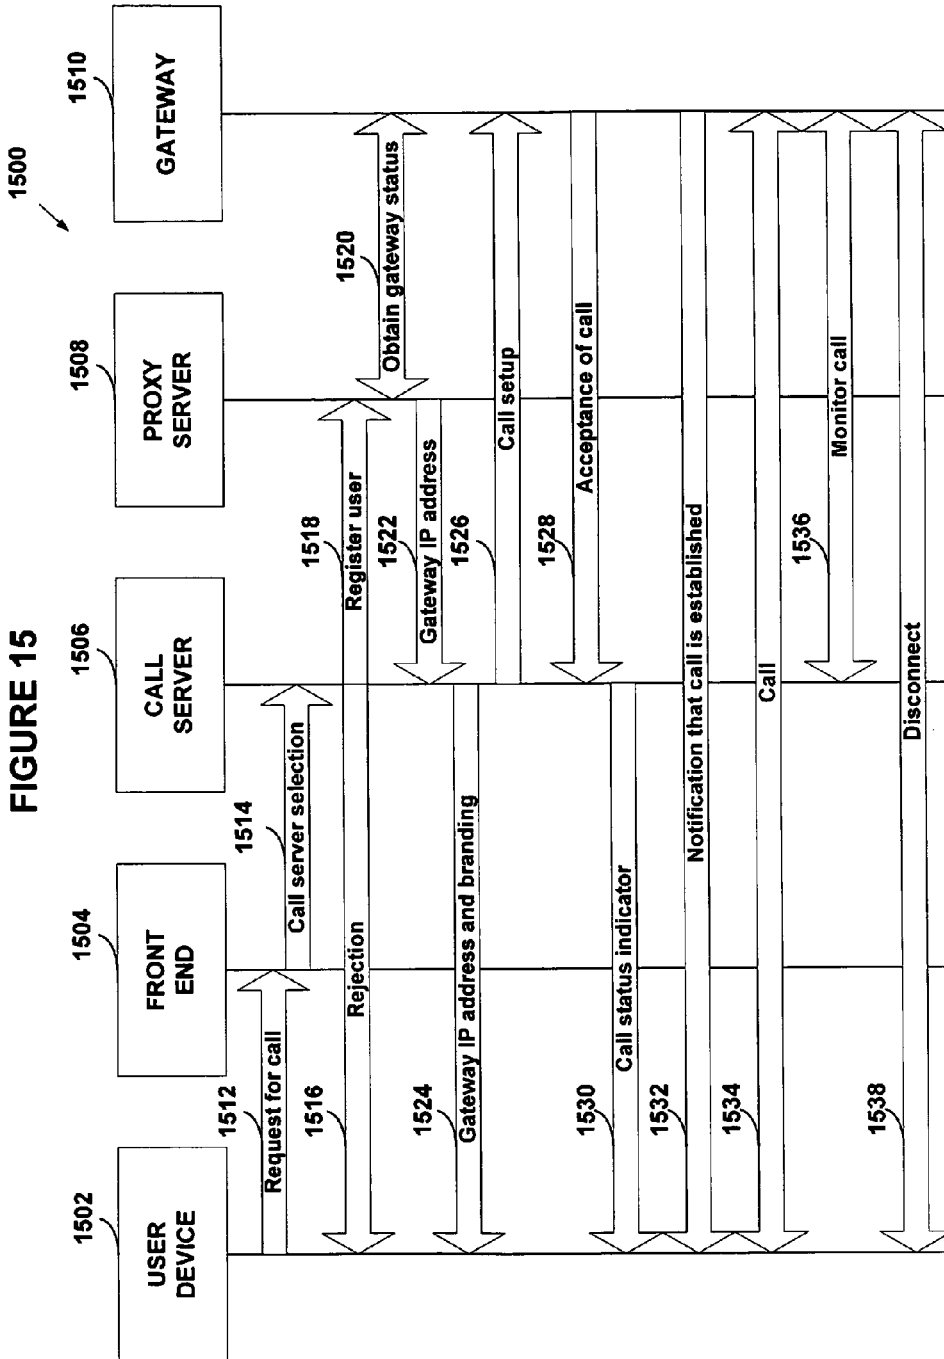 FIGURE 15
1500
1502
USER
DEVICE
1504
FRONT
END
1506
CALL
SERVER
1508
PROXY
SERVER
1510
GATEWAY
1512
Request for call
1514
Call server selection
1516
Rejection
1518
Register user
1520
Obtain gateway status
1522
Gateway IP address
1524
Gateway IP address and branding
1526
Call setup
1528
Acceptance of call
1530
Call status indicator
1532
Notification that call is established
1534
Call
1536
Monitor call
1538
Disconnect